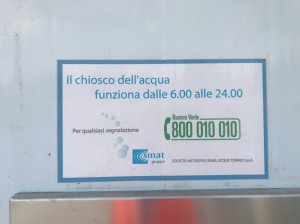 Il chiosco dell'acqua
funziona dalle 6.00 alle 24.00
Per qualsiasi segnalazione
Numero Verde
800 010 010
smat
gruppo
SOCIETÀ METROPOLITANA ACQUE TORINO S.p.A.